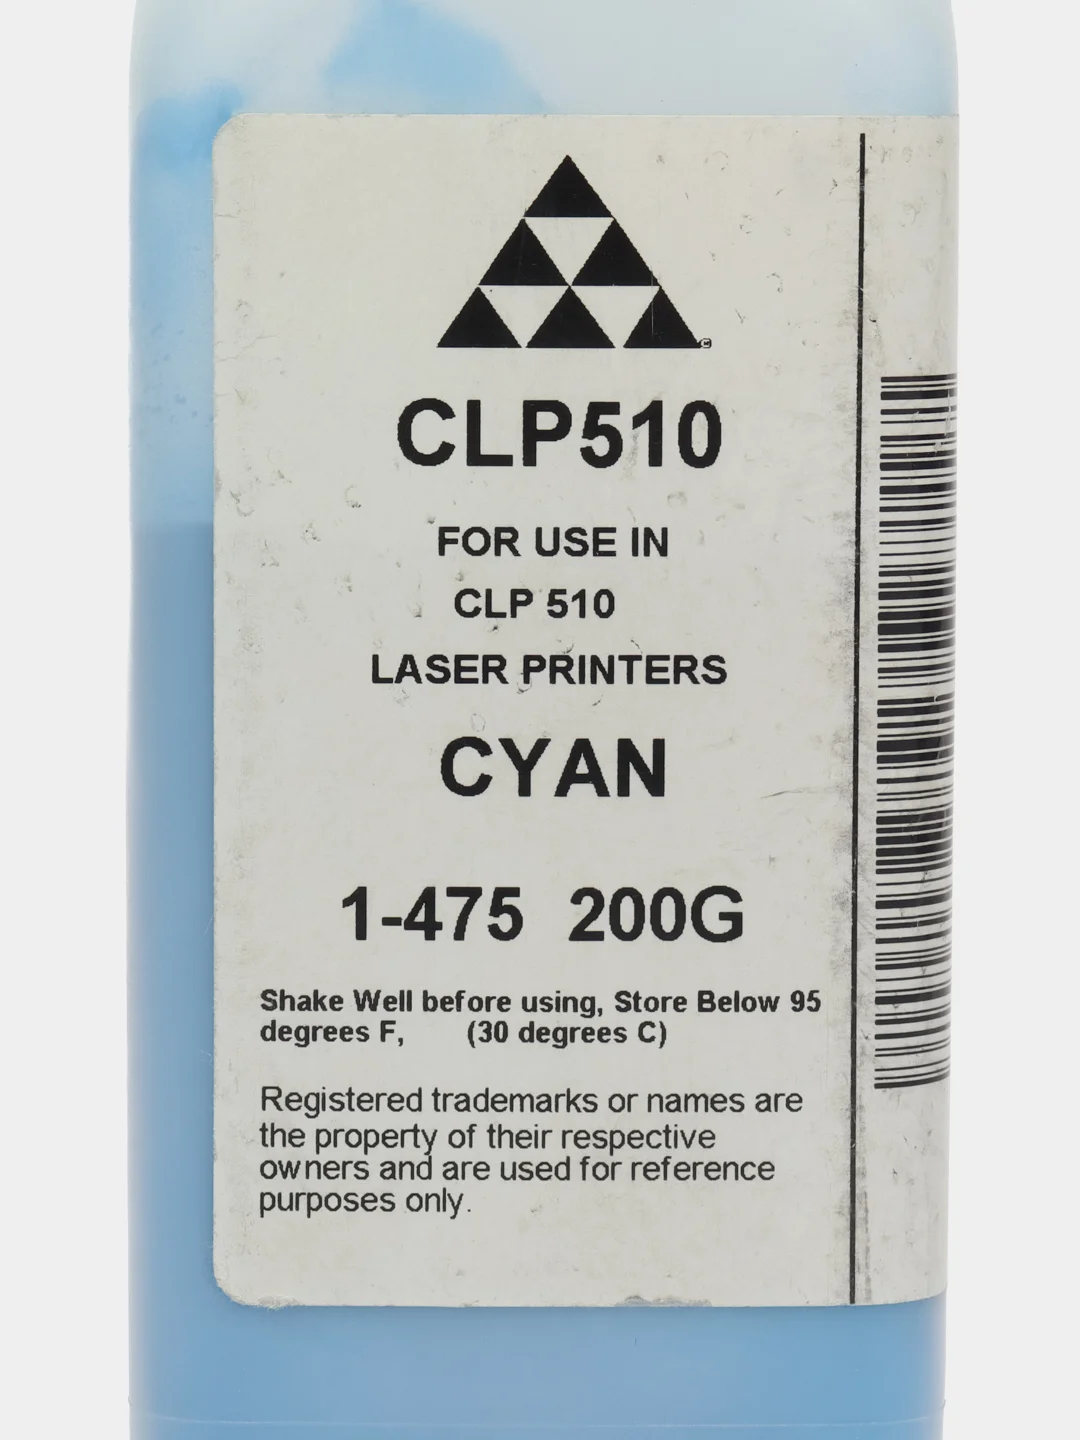 CLP510
FOR USE IN
CLP 510
LASER PRINTERS
CYAN
1-475 200G
Shake Well before using, Store Below 95
degrees F, (30 degrees C)
Registered trademarks or names are
the property of their respective
owners and are used for reference
purposes only.